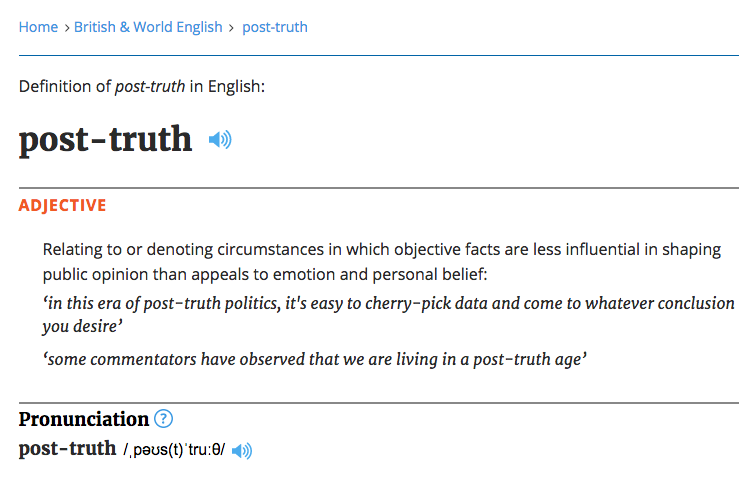 Home > British & World English > post-truth
Definition of post-truth in English:
post-truth
ADJECTIVE
Relating to or denoting circumstances in which objective facts are less influential in shaping
public opinion than appeals to emotion and personal belief:
‘in this era of post-truth politics, it's easy to cherry-pick data and come to whatever conclusion
you desire’
‘some commentators have observed that we are living in a post-truth age’
Pronunciation ?
post-truth /ˌpəʊs(t)ˈtruːθ/